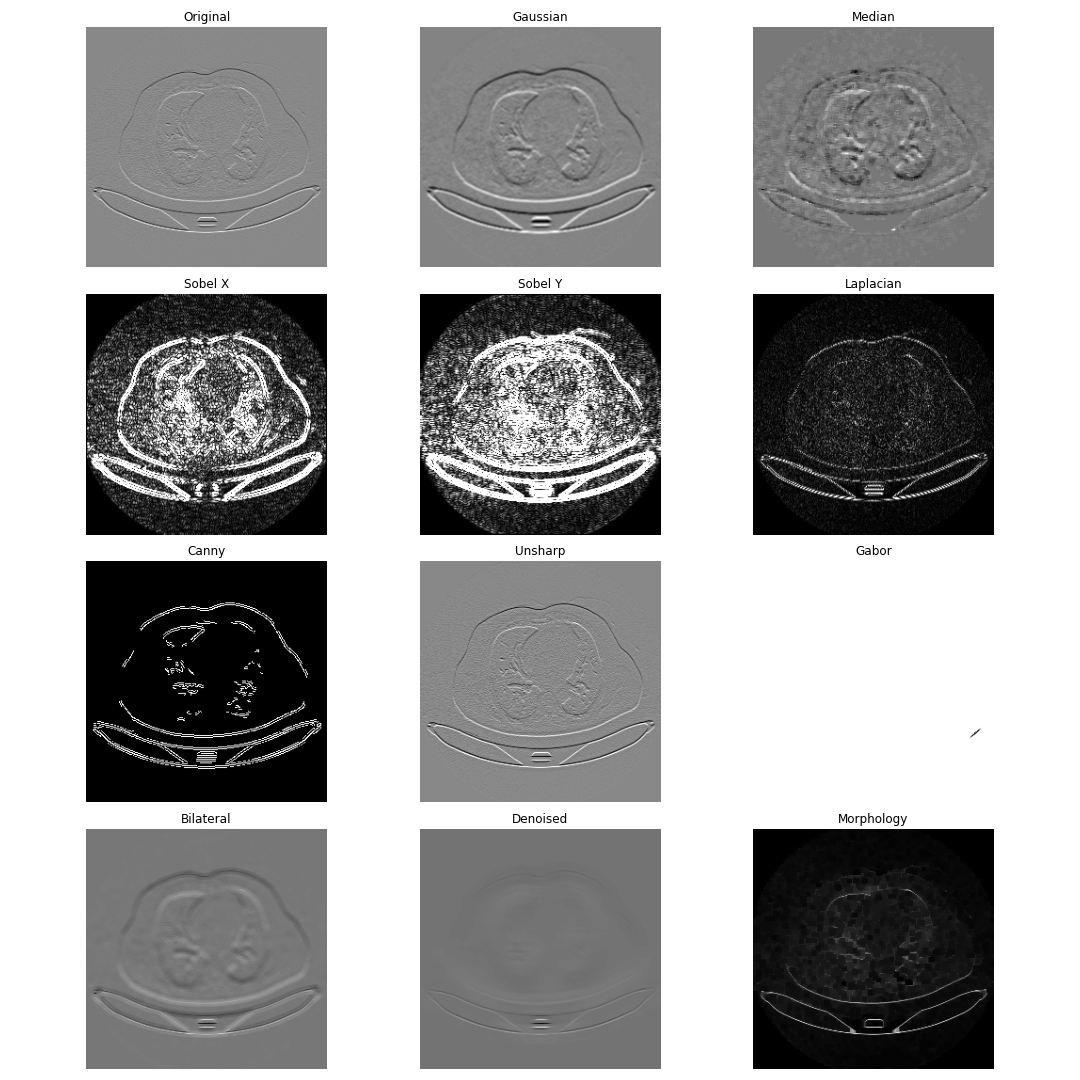 Original
Gaussian
Median
Sobel X
Sobel Y
Laplacian
Canny
Unsharp
Gabor
Bilateral
Denoised
Morphology